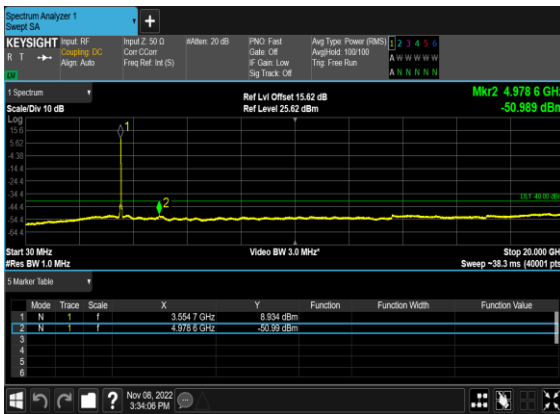 Spectrum Analyzer 1
Swept SA
+
KEYSIGHT Input: RF Input Z: 50 Ω #Atten: 20 dB PNO: Fast Avg Type: Power (RMS) 1 2 3 4 5 6
R T Coupling: DC Corr CCorr Gate: Off Avg|Hold: 100/100 A W W W W W
Align: Auto Freq Ref: Int (S) IF Gain: Low Trig: Free Run
Sig Track: Off A N N N N N
1 Spectrum Ref Lvl Offset 15.62 dB Mkr2 4.978 6 GHz
Scale/Div 10 dB Ref Level 25.62 dBm -50.989 dBm
Log
15.6
5.62
-4.38
-14.4
-24.4
-34.4
-44.4
-54.4
-64.4
1
2
DL1 -40.00 dBm
Start 30 MHz Video BW 3.0 MHz* Stop 20.000 GHz
#Res BW 1.0 MHz Sweep ~38.3 ms (40001 pts)
5 Marker Table
Mode Trace Scale X Y Function Function Width Function Value
1 N 1 f 3.554 7 GHz 8.934 dBm
2 N 1 f 4.978 6 GHz -50.99 dBm
3
4
5
6
? Nov 08, 2022
3:34:06 PM